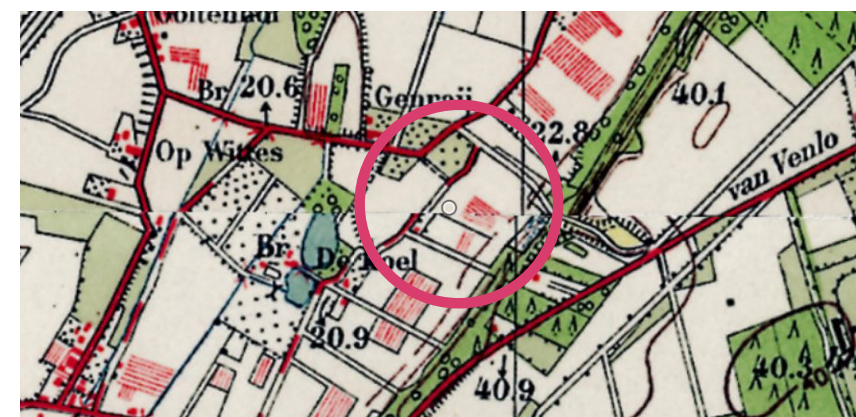 Genraij
Br
20.6
40.1
22.8
Op Wittes
van Venlo
Br
De Koel
20.9
40.9
40.3